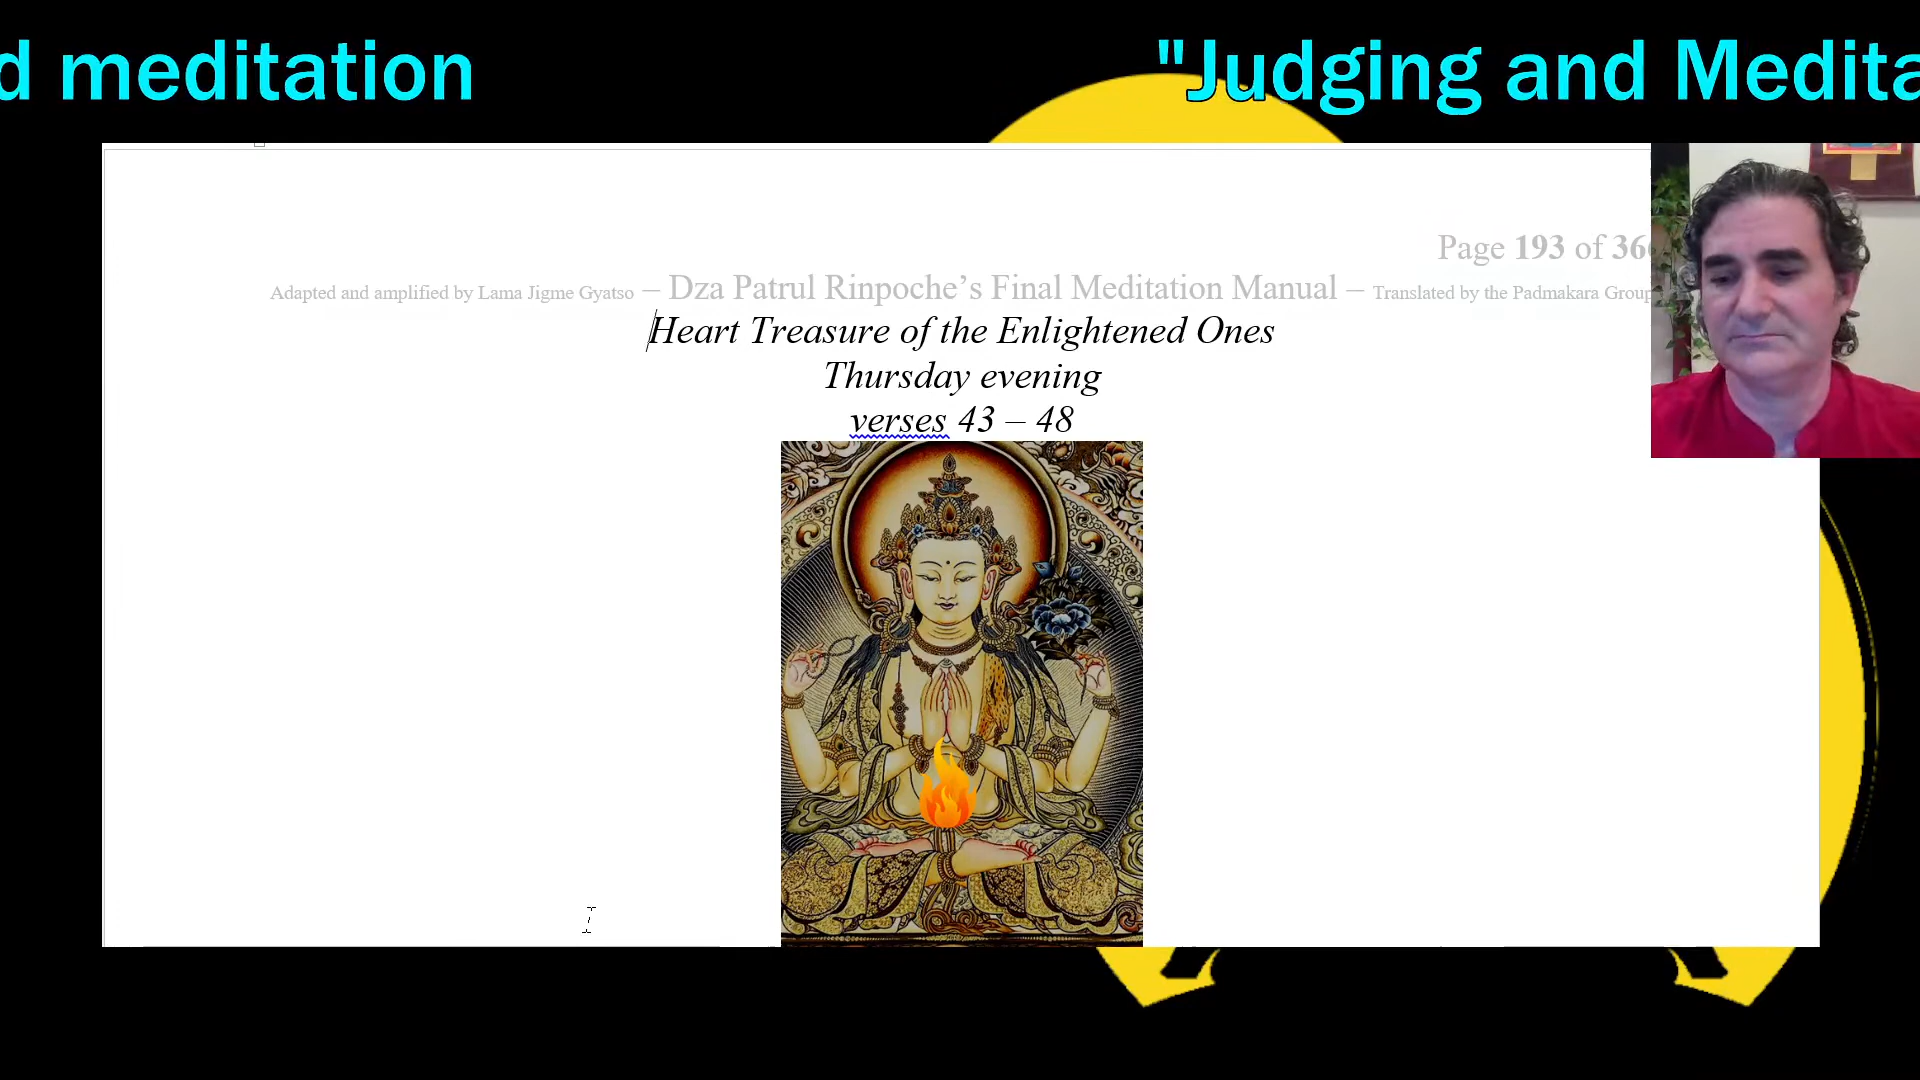 d meditation "Judging and Medita
Page 193 of 36
Adapted and amplified by Lama Jigme Gyatso – Dza Patrul Rinpoche’s Final Meditation Manual – Translated by the Padmakara Group
Heart Treasure of the Enlightened Ones
Thursday evening
verses 43 – 48